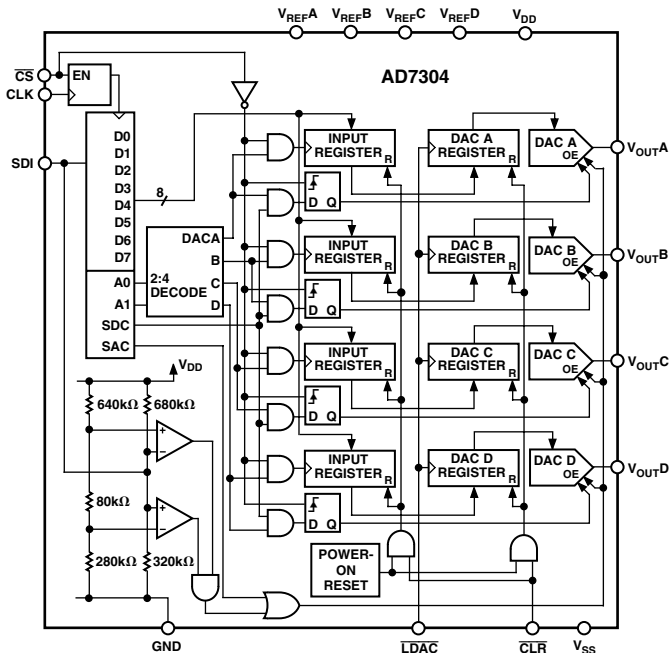 VREFA VREFB VREFC VREFD VDD
AD7304
CS
EN
CLK
SDI
D0
D1
D2
D3
D4
D5
D6
D7
8
A0
A1
SDC
SAC
2:4
DECODE
DACA
B
C
D
INPUT
REGISTER
R
DAC A
REGISTER
R
DAC A
OE
VOUTA
D Q
INPUT
REGISTER
R
DAC B
REGISTER
R
DAC B
OE
VOUTB
D Q
INPUT
REGISTER
R
DAC C
REGISTER
R
DAC C
OE
VOUTC
D Q
INPUT
REGISTER
R
DAC D
REGISTER
R
DAC D
OE
VOUTD
D Q
VDD
640kΩ
680kΩ
+
−
80kΩ
+
−
280kΩ
320kΩ
POWER-
ON
RESET
GND
LDAC
CLR
VSS